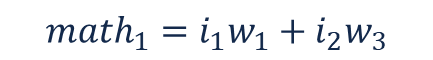 math₁ = i₁w₁ + i₂w₃